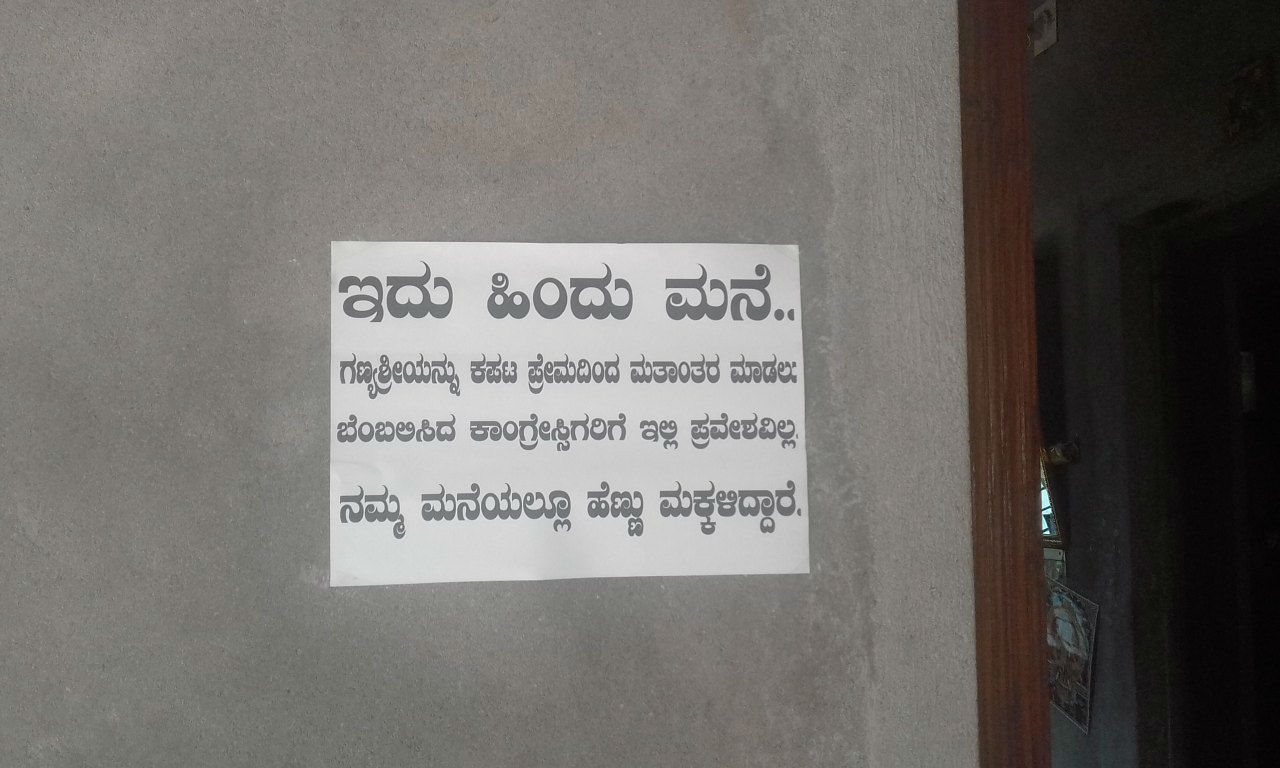 ಇದು ಹಿಂದು ಮನೆ..
ಗಣ್ಯಶ್ರೀಯನ್ನು ಕಪಟ ಪ್ರೇಮದಿಂದ ಮತಾಂತರ ಮಾಡಲು
ಬೆಂಬಲಿಸಿದ ಕಾಂಗ್ರೇಸ್ಸಿಗರಿಗೆ ಇಲ್ಲಿ ಪ್ರವೇಶವಿಲ್ಲ.
ನಮ್ಮ ಮನೆಯಲ್ಲೂ ಹೆಣ್ಣು ಮಕ್ಕಳಿದ್ದಾರೆ.